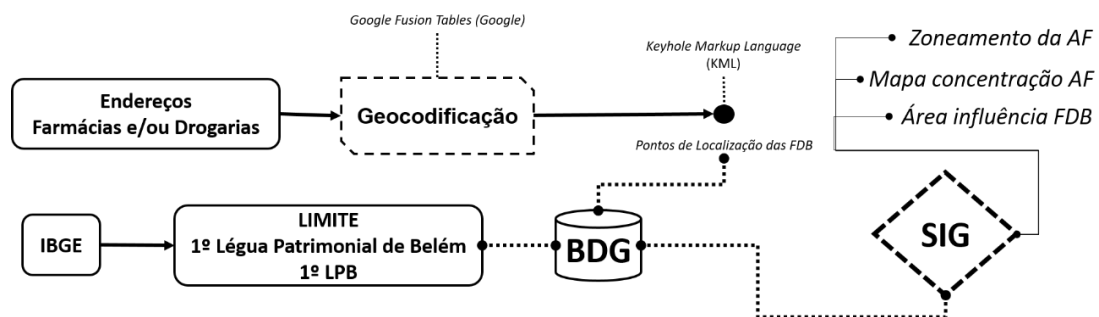 Google Fusion Tables (Google)
Keyhole Markup Language
(KML)
Zoneamento da AF
Mapa concentração AF
Área influência FDB
Endereços
Farmácias e/ou Drogarias
Geocodificação
Pontos de Localização das FDB
IBGE
LIMITE
1º Légua Patrimonial de Belém
1º LPB
BDG
SIG